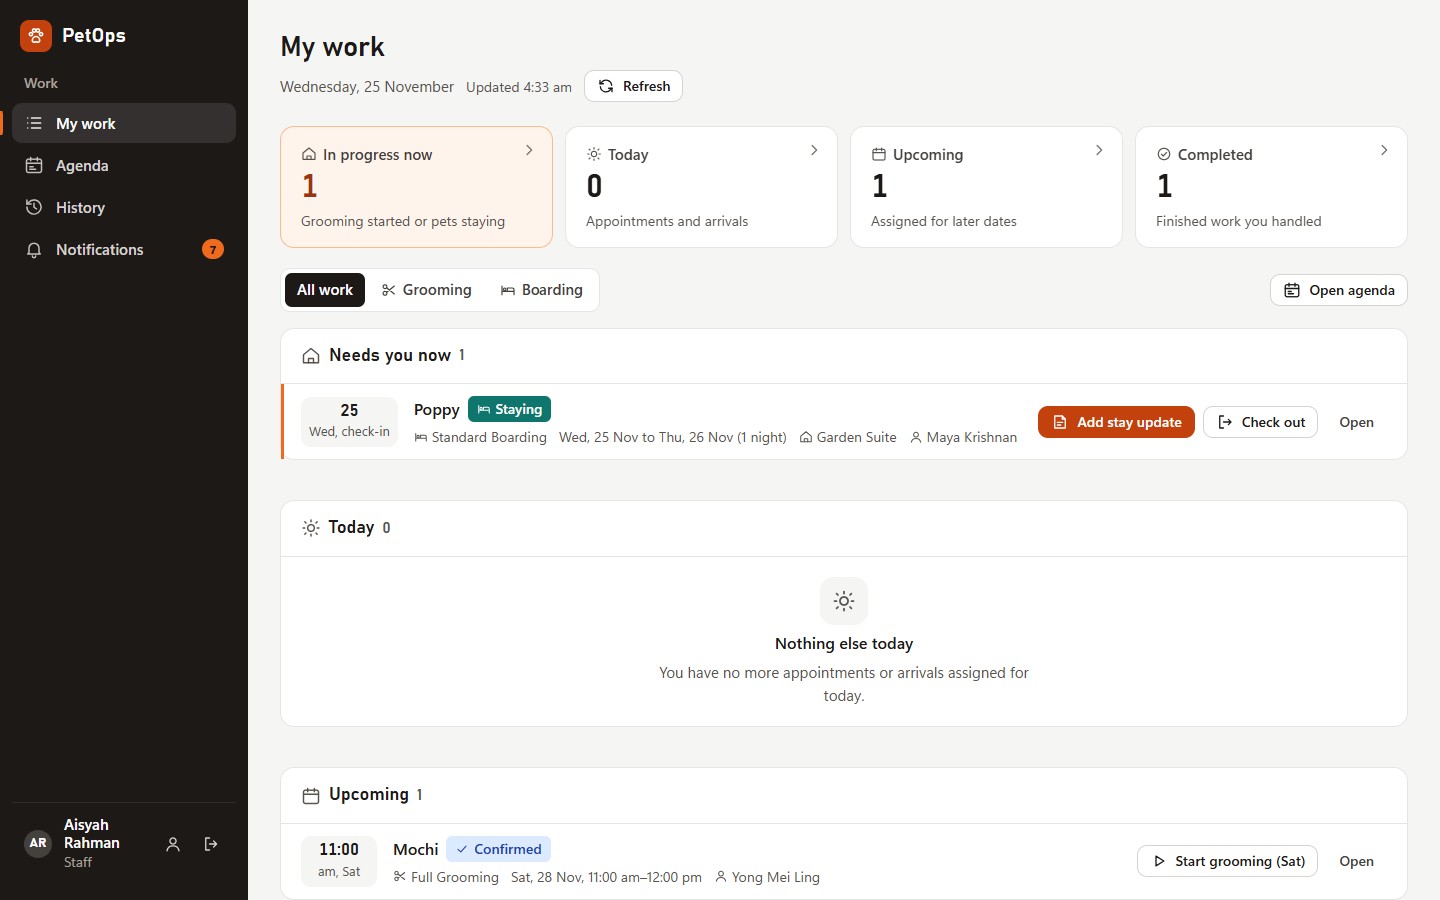 PetOps
Work
My work
Agenda
History
Notifications 7
AR
Aisyah Rahman
Staff
My work
Wednesday, 25 November Updated 4:33 am Refresh
In progress now
1
Grooming started or pets staying
Today
0
Appointments and arrivals
Upcoming
1
Assigned for later dates
Completed
1
Finished work you handled
All work Grooming Boarding Open agenda
Needs you now 1
25
Wed, check-in
Poppy Staying
Standard Boarding Wed, 25 Nov to Thu, 26 Nov (1 night) Garden Suite Maya Krishnan
Add stay update Check out Open
Today 0
Nothing else today
You have no more appointments or arrivals assigned for
today.
Upcoming 1
11:00
am, Sat
Mochi Confirmed
Full Grooming Sat, 28 Nov, 11:00 am–12:00 pm Yong Mei Ling
Start grooming (Sat) Open